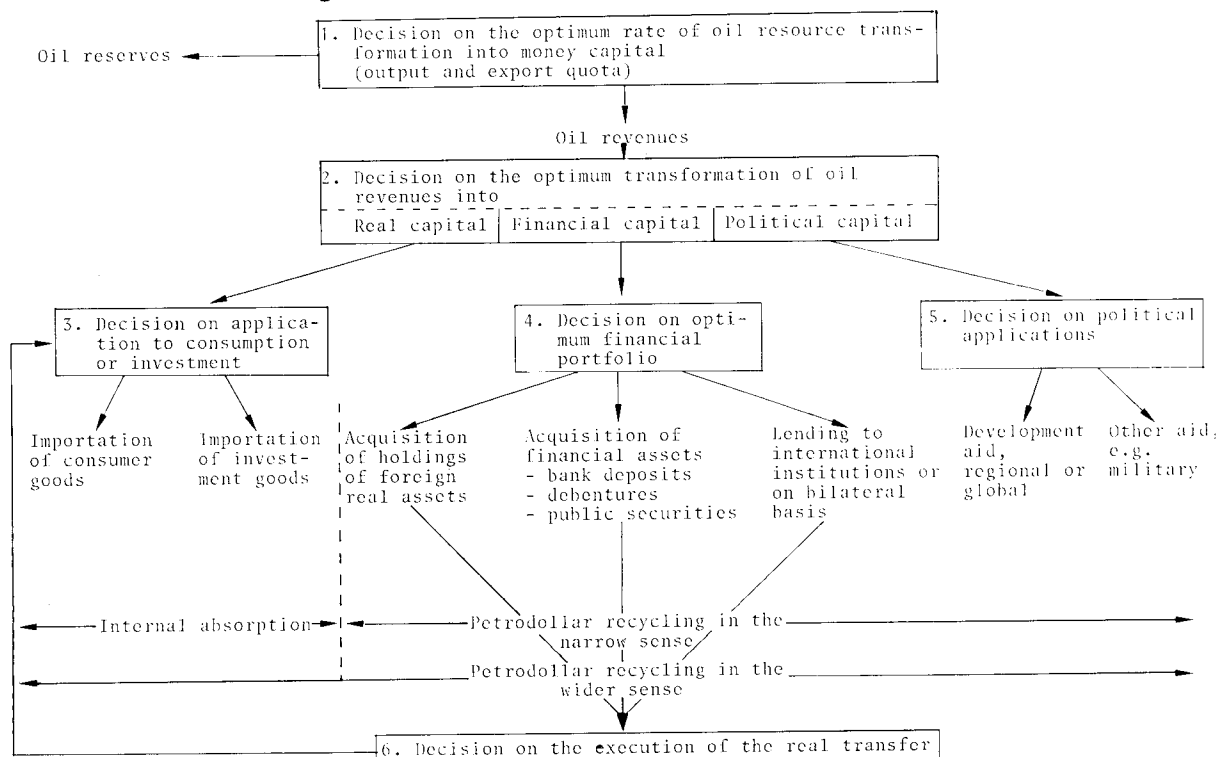 1. Decision on the optimum rate of oil resource trans-
formation into money capital
(output and export quota)
Oil reserves
Oil revenues
2. Decision on the optimum transformation of oil
revenues into
Real capital
Financial capital
Political capital
3. Decision on applica-
tion to consumption
or investment
4. Decision on opti-
mum financial
portfolio
5. Decision on political
applications
Importation
of consumer
goods
Importation
of invest-
ment goods
Acquisition
of holdings
of foreign
real assets
Acquisition of
financial assets
- bank deposits
- debentures
- public securities
Lending to
international
institutions or
on bilateral
basis
Development
aid,
regional or
global
Other aid,
e.g.
military
Internal absorption
Petrodollar recycling in the
narrow sense
Petrodollar recycling in the
wider sense
6. Decision on the execution of the real transfer